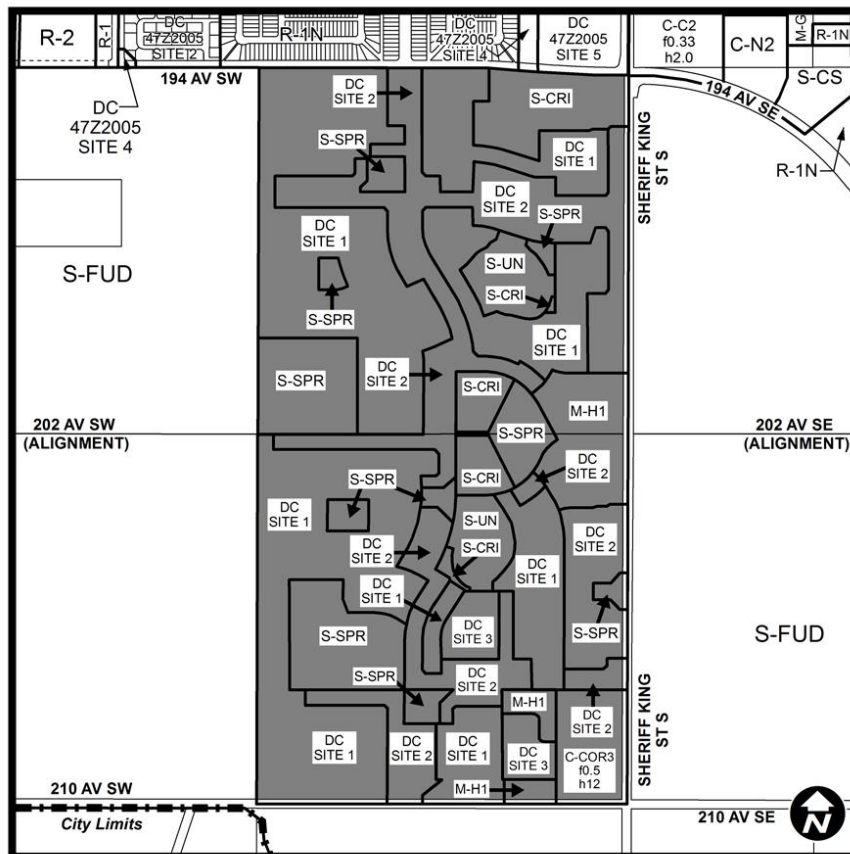 R-2
R-1
DC
47Z2005
SITE 2
R-1N
DC
47Z2005
SITE 4
DC
47Z2005
SITE 5
C-C2
f0.33
h2.0
C-N2
M-G
R-1N
S-CS
194 AV SW
194 AV SE
DC
47Z2005
SITE 4
DC
SITE 2
S-CRI
SHERIFF KING
ST S
R-1N
S-SPR
DC
SITE 1
DC
SITE 2
S-SPR
DC
SITE 1
S-UN
S-FUD
S-CRI
S-SPR
DC
SITE 1
S-SPR
DC
SITE 2
S-CRI
M-H1
202 AV SW
(ALIGNMENT)
S-SPR
202 AV SE
(ALIGNMENT)
DC
SITE 2
S-SPR
S-CRI
DC
SITE 1
S-UN
DC
SITE 2
DC
SITE 2
S-CRI
DC
SITE 1
DC
SITE 1
S-SPR
DC
SITE 3
S-SPR
S-FUD
S-SPR
DC
SITE 2
M-H1
SHERIFF KING
ST S
DC
SITE 2
DC
SITE 1
DC
SITE 2
DC
SITE 1
DC
SITE 3
C-COR3
f0.5
h12
M-H1
210 AV SW
210 AV SE
City Limits
N